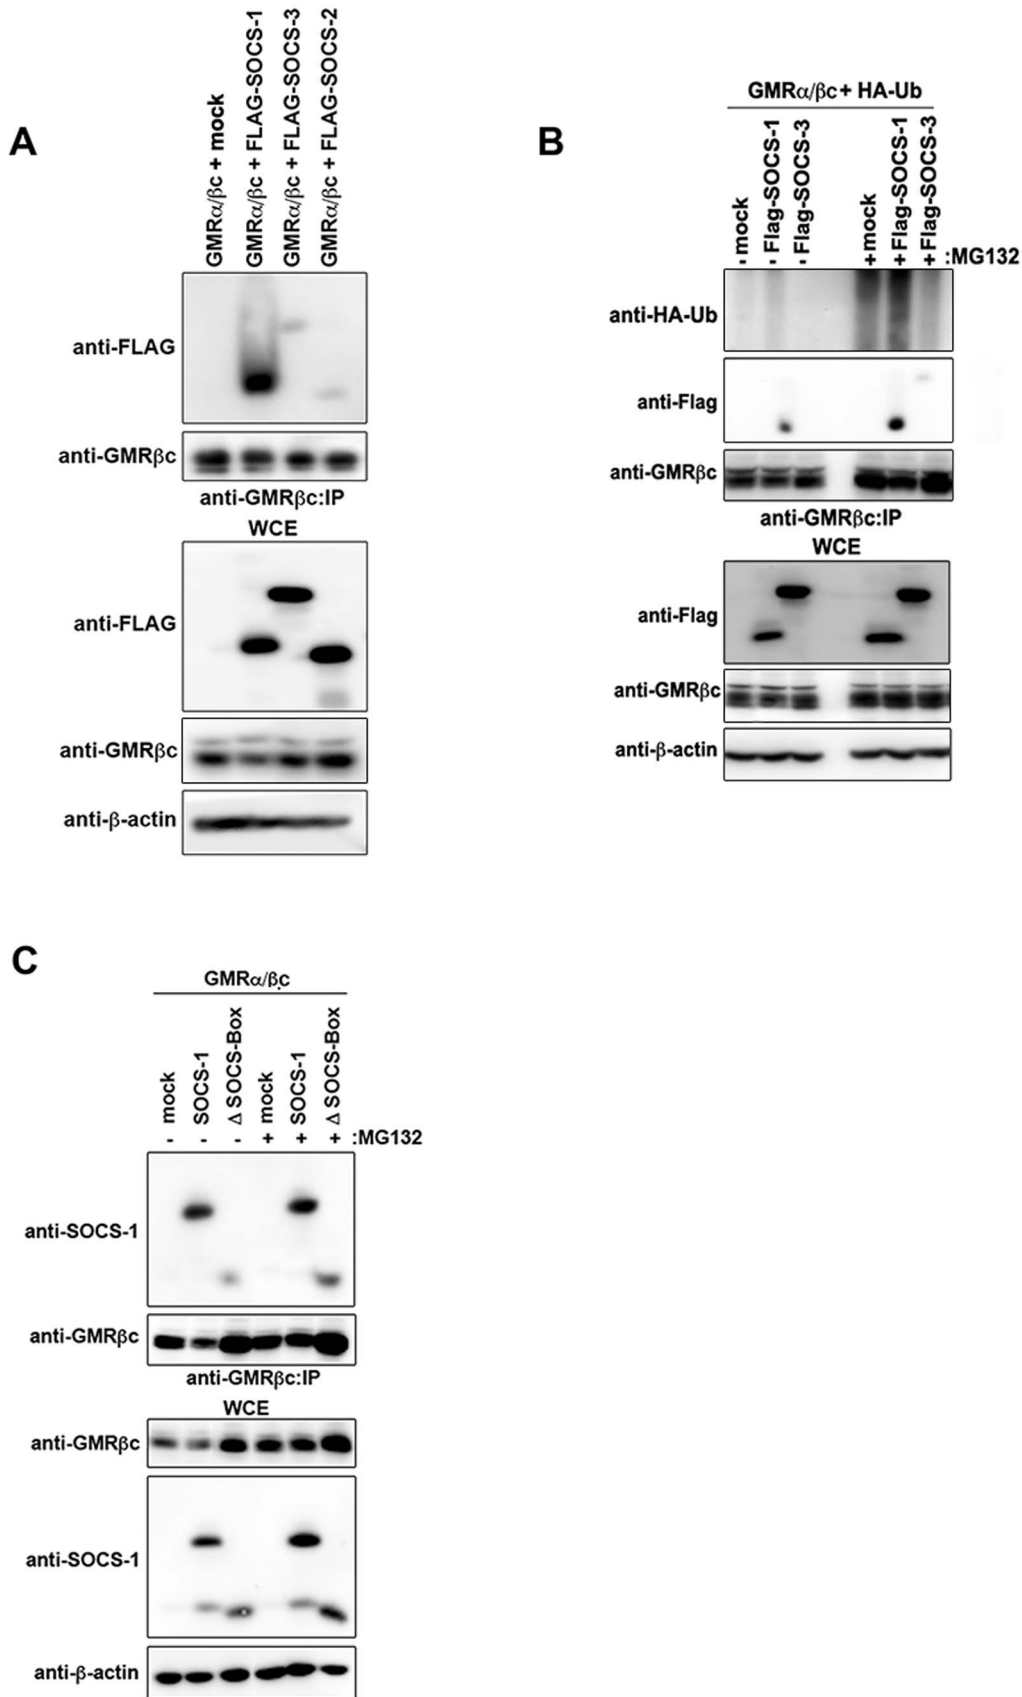 A
GMRα/βc + mock
GMRα/βc + FLAG-SOCS-1
GMRα/βc + FLAG-SOCS-3
GMRα/βc + FLAG-SOCS-2
anti-FLAG
anti-GMRβc
anti-GMRβc:IP
WCE
anti-FLAG
anti-GMRβc
anti-β-actin
B
GMRα/βc + HA-Ub
- mock
- Flag-SOCS-1
- Flag-SOCS-3
+ mock
+ Flag-SOCS-1
+ Flag-SOCS-3
:MG132
anti-HA-Ub
anti-Flag
anti-GMRβc
anti-GMRβc:IP
WCE
anti-Flag
anti-GMRβc
anti-β-actin
C
GMRα/βc
mock
SOCS-1
Δ SOCS-Box
mock
SOCS-1
Δ SOCS-Box
- - - + + + :MG132
anti-SOCS-1
anti-GMRβc
anti-GMRβc:IP
WCE
anti-GMRβc
anti-SOCS-1
anti-β-actin